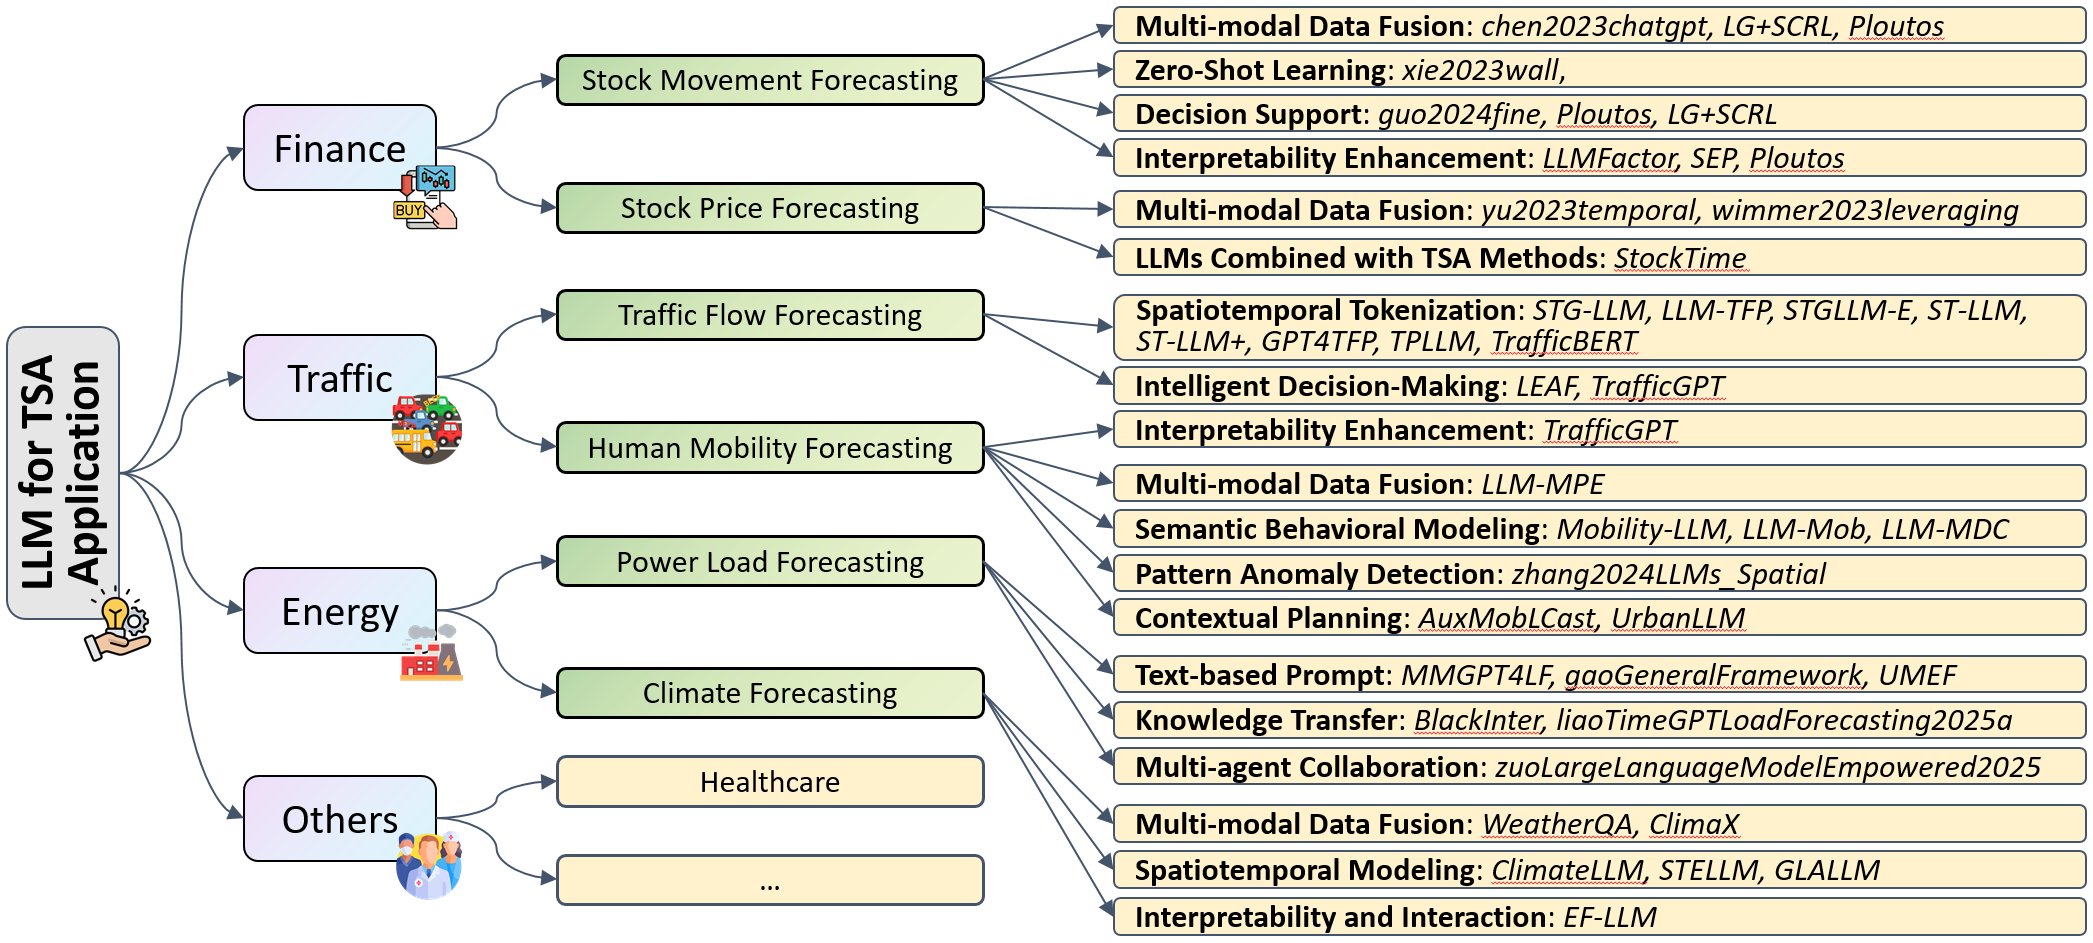 LLM for TSA
Application
Finance
BUY
Traffic
Energy
Others
Stock Movement Forecasting
Stock Price Forecasting
Traffic Flow Forecasting
Human Mobility Forecasting
Power Load Forecasting
Climate Forecasting
Healthcare
...
Multi-modal Data Fusion: chen2023chatgpt, LG+SCRL, Ploutos
Zero-Shot Learning: xie2023wall,
Decision Support: guo2024fine, Ploutos, LG+SCRL
Interpretability Enhancement: LLMFactor, SEP, Ploutos
Multi-modal Data Fusion: yu2023temporal, wimmer2023leveraging
LLMs Combined with TSA Methods: StockTime
Spatiotemporal Tokenization: STG-LLM, LLM-TFP, STGLLM-E, ST-LLM,
ST-LLM+, GPT4TFP, TPLLM, TrafficBERT
Intelligent Decision-Making: LEAF, TrafficGPT
Interpretability Enhancement: TrafficGPT
Multi-modal Data Fusion: LLM-MPE
Semantic Behavioral Modeling: Mobility-LLM, LLM-Mob, LLM-MDC
Pattern Anomaly Detection: zhang2024LLMs_Spatial
Contextual Planning: AuxMobLCast, UrbanLLM
Text-based Prompt: MMGPT4LF, gaoGeneralFramework, UMEF
Knowledge Transfer: BlackInter, liaoTimeGPTLoadForecasting2025a
Multi-agent Collaboration: zuoLargeLanguageModelEmpowered2025
Multi-modal Data Fusion: WeatherQA, ClimaX
Spatiotemporal Modeling: ClimateLLM, STELLM, GLALLM
Interpretability and Interaction: EF-LLM